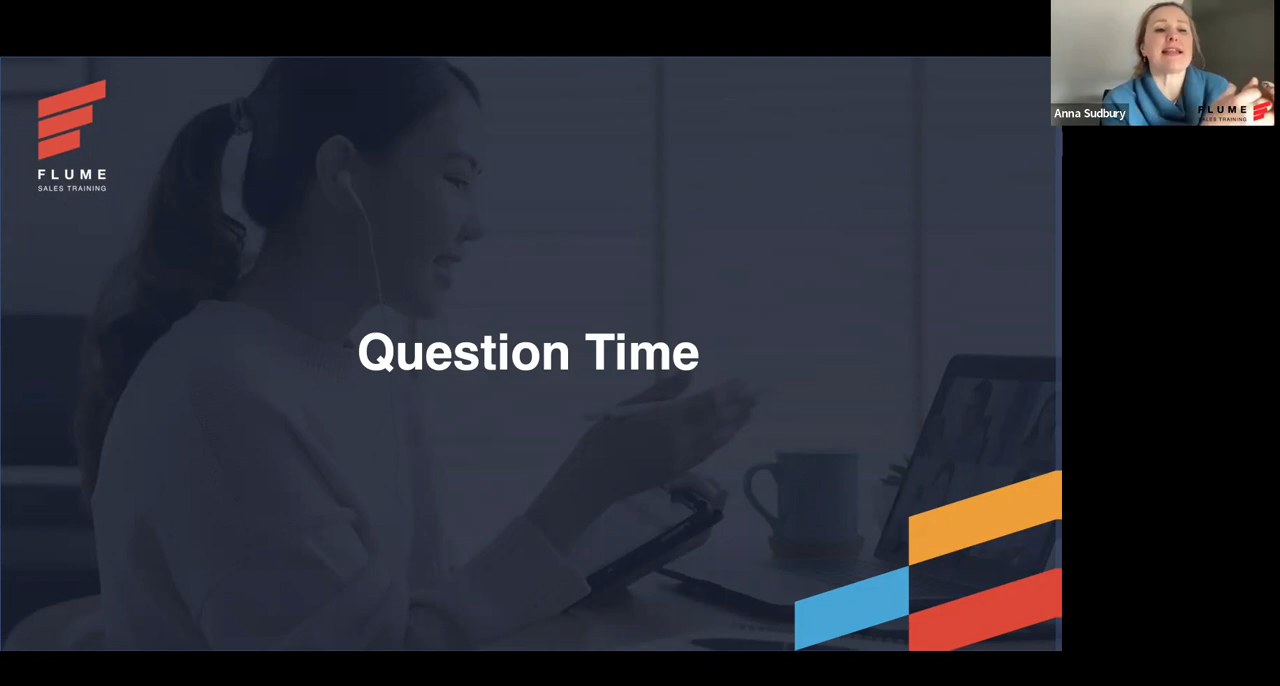 FLUME
SALES TRAINING
Question Time
Anna Sudbury
FLUME
SALES TRAINING